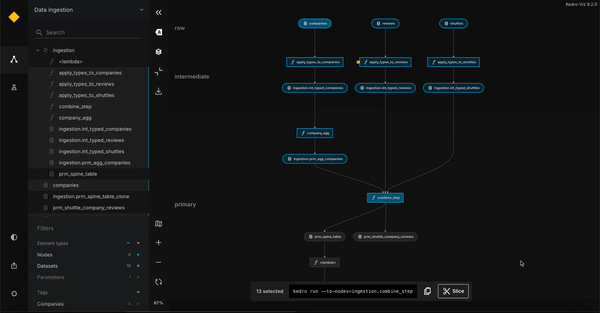 Data ingestion
Kedro-Viz 9.2.0
Search
ingestion
<lambda>
apply_types_to_companies
apply_types_to_reviews
apply_types_to_shuttles
combine_step
company_agg
ingestion.int_typed_companies
ingestion.int_typed_reviews
ingestion.int_typed_shuttles
ingestion.prm_agg_companies
prm_spine_table
companies
ingestion.prm_spine_table_clone
prm_shuttle_company_reviews
Filters
Element types
Nodes 6
Datasets 10
Parameters 1
Tags
Companies
raw
intermediate
primary
companies
reviews
shuttles
apply_types_to_companies
apply_types_to_reviews
apply_types_to_shuttles
ingestion.int_typed_companies
ingestion.int_typed_reviews
ingestion.int_typed_shuttles
company_agg
ingestion.prm_agg_companies
combine_step
prm_spine_table
prm_shuttle_company_reviews
<lambda>
67%
13 selected
kedro run --to-nodes=ingestion.combine_step
Slice